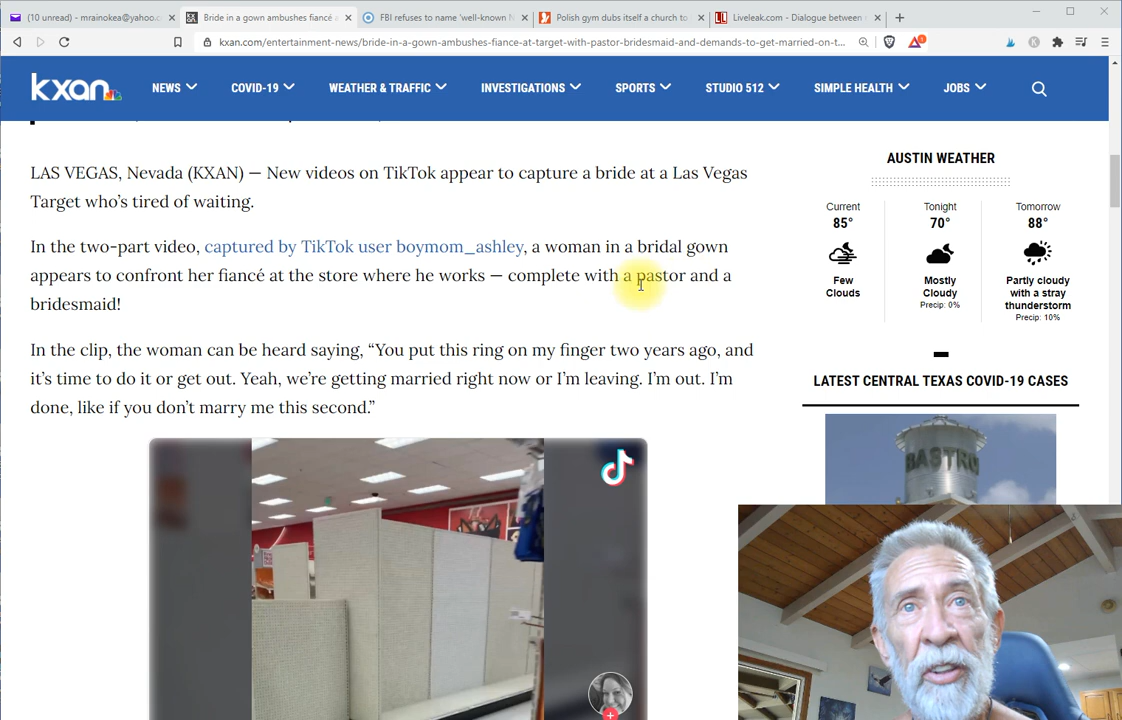 (10 unread) - mrainokea@yahoo.c
Bride in a gown ambushes fiancé a
FBI refuses to name 'well-known N
Polish gym dubs itself a church to
Liveleak.com - Dialogue between
kxan.com/entertainment-news/bride-in-a-gown-ambushes-fiance-at-target-with-pastor-bridesmaid-and-demands-to-get-married-on-t...
kxan
NEWS
COVID-19
WEATHER & TRAFFIC
INVESTIGATIONS
SPORTS
STUDIO 512
SIMPLE HEALTH
JOBS
LAS VEGAS, Nevada (KXAN) — New videos on TikTok appear to capture a bride at a Las Vegas
Target who's tired of waiting.
In the two-part video, captured by TikTok user boymom_ashley, a woman in a bridal gown
appears to confront her fiancé at the store where he works — complete with a pastor and a
bridesmaid!
In the clip, the woman can be heard saying, “You put this ring on my finger two years ago, and
it's time to do it or get out. Yeah, we're getting married right now or I'm leaving. I'm out. I'm
done, like if you don't marry me this second.”
AUSTIN WEATHER
Current
85°
Few
Clouds
Tonight
70°
Mostly
Cloudy
Precip: 0%
Tomorrow
88°
Partly cloudy
with a stray
thunderstorm
Precip: 10%
LATEST CENTRAL TEXAS COVID-19 CASES
BASTRO